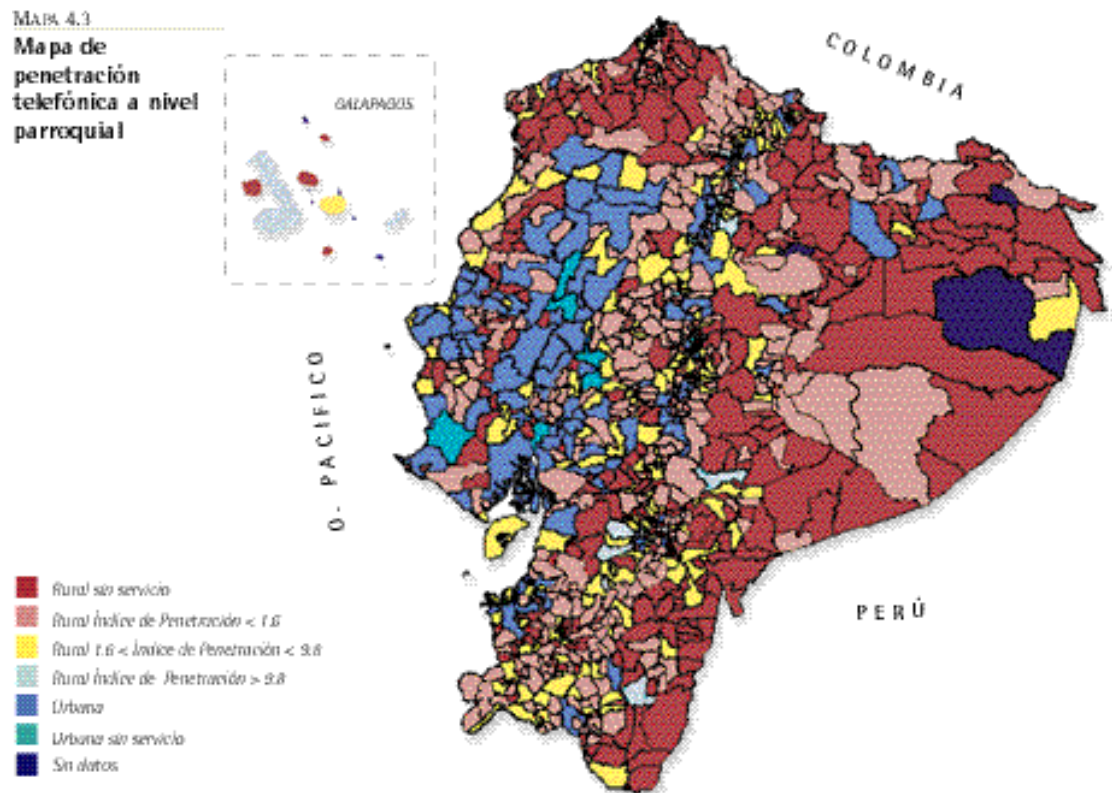 MAPA 4.3
Mapa de
penetración
telefónica a nivel
parroquial
GALAPAGOS
COLOMBIA
O- PACIFICO
PERÚ
Rural sin servicio
Rural Índice de Penetración < 1.6
Rural 1.6 < Índice de Penetración < 9.8
Rural Índice de Penetración > 9.8
Urbana
Urbana sin servicio
Sin datos